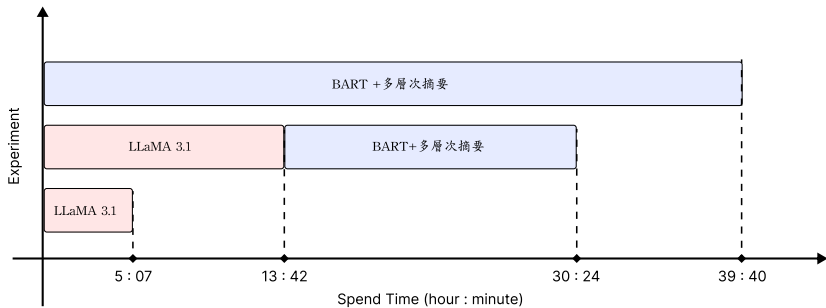 Experiment
BART +多層次摘要
LLaMA 3.1
BART+多層次摘要
LLaMA 3.1
5 : 07
13 : 42
30 : 24
39 : 40
Spend Time (hour : minute)